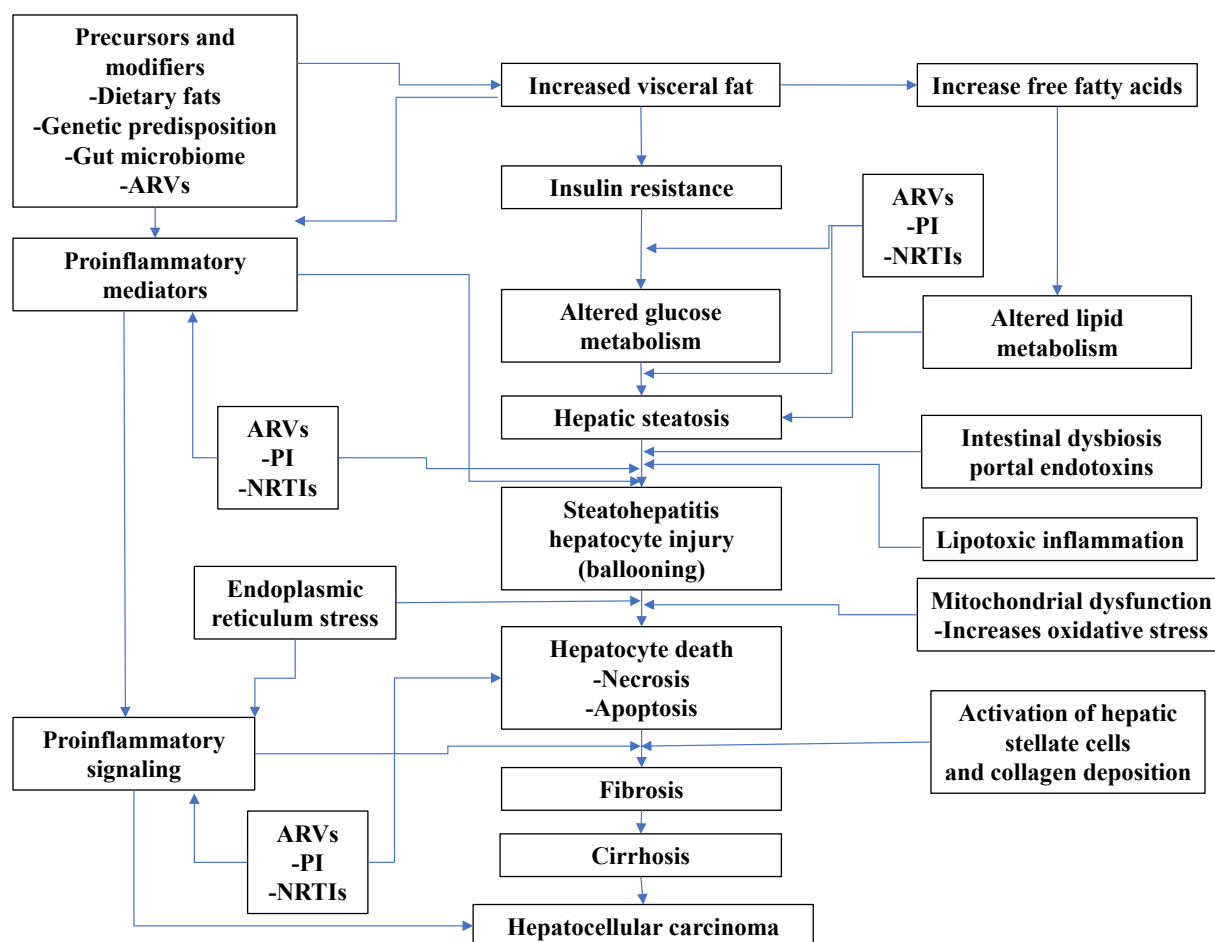 Precursors and
modifiers
-Dietary fats
-Genetic predisposition
-Gut microbiome
-ARVs
Increased visceral fat
Increase free fatty acids
Insulin resistance
ARVs
-PI
-NRTIs
Proinflammatory
mediators
Altered glucose
metabolism
Altered lipid
metabolism
Hepatic steatosis
ARVs
-PI
-NRTIs
Intestinal dysbiosis
portal endotoxins
Steatohepatitis
hepatocyte injury
(ballooning)
Lipotoxic inflammation
Endoplasmic
reticulum stress
Mitochondrial dysfunction
-Increases oxidative stress
Hepatocyte death
-Necrosis
-Apoptosis
Proinflammatory
signaling
Activation of hepatic
stellate cells
and collagen deposition
Fibrosis
ARVs
-PI
-NRTIs
Cirrhosis
Hepatocellular carcinoma